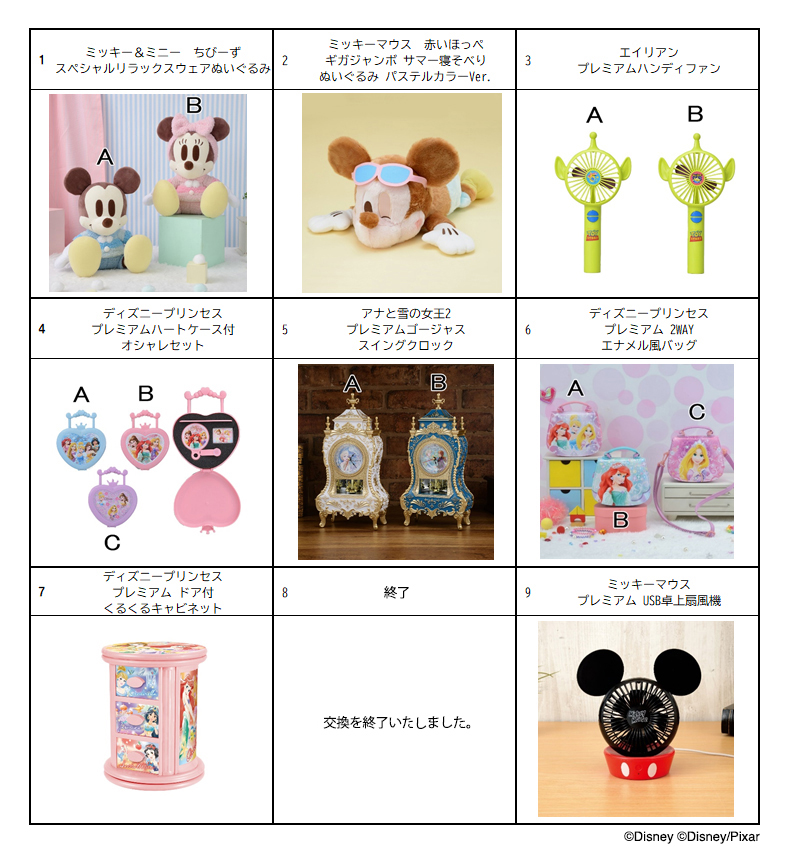 1
ミッキー＆ミニー　ちびーず
スペシャルリラックスウェアぬいぐるみ
2
ミッキーマウス　赤いほっぺ
ギガジャンボ サマー寝そべり
ぬいぐるみ パステルカラーVer.
3
エイリアン
プレミアムハンディファン
A
B
A
B
4
ディズニープリンセス
プレミアムハートケース付
オシャレセット
5
アナと雪の女王2
プレミアムゴージャス
スイングクロック
6
ディズニープリンセス
プレミアム 2WAY
エナメル風バッグ
A
B
C
A
B
A
B
C
7
ディズニープリンセス
プレミアム ドア付
くるくるキャビネット
8
終了
9
ミッキーマウス
プレミアム USB卓上扇風機
交換を終了いたしました。
©Disney ©Disney/Pixar